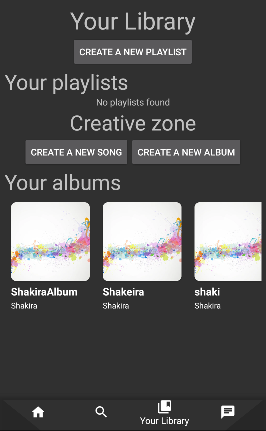 Your Library
CREATE A NEW PLAYLIST
Your playlists
No playlists found
Creative zone
CREATE A NEW SONG CREATE A NEW ALBUM
Your albums
ShakiraAlbum Shakeira shaki
Shakira Shakira Shakira
Your Library